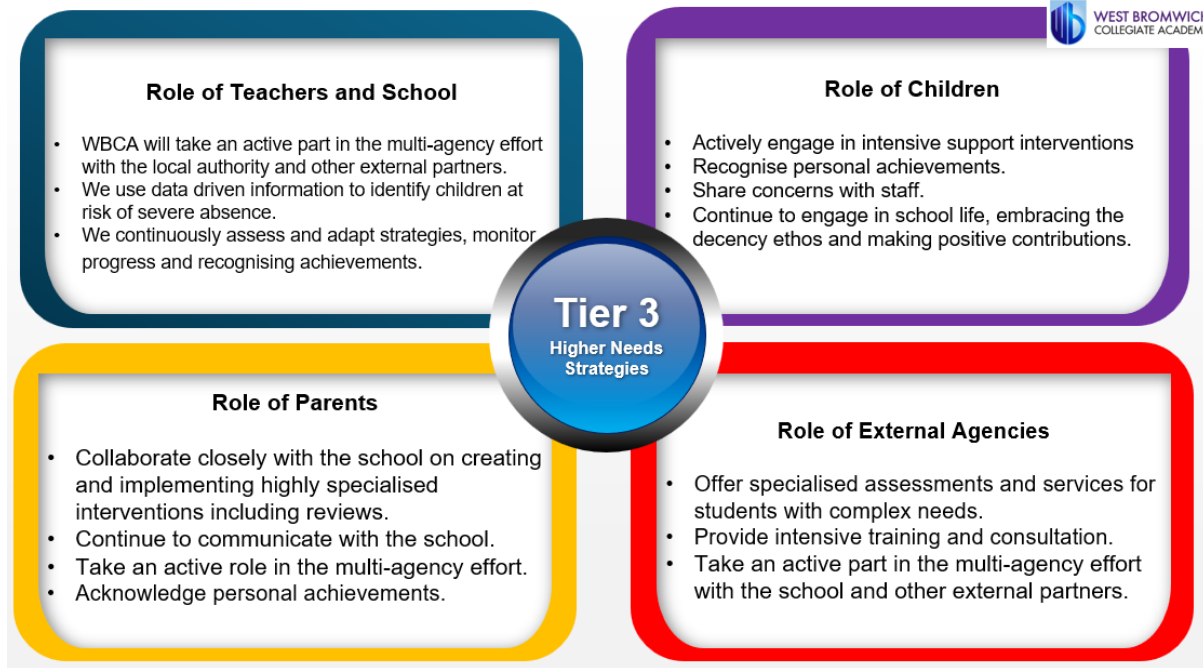 WEST BROMWICH
COLLEGIATE ACADEM
Role of Teachers and School
• WBCA will take an active part in the multi-agency effort
with the local authority and other external partners.
• We use data driven information to identify children at
risk of severe absence.
• We continuously assess and adapt strategies, monitor
progress and recognising achievements.
Role of Children
• Actively engage in intensive support interventions
• Recognise personal achievements.
• Share concerns with staff.
• Continue to engage in school life, embracing the
decency ethos and making positive contributions.
Tier 3
Higher Needs
Strategies
Role of Parents
• Collaborate closely with the school on creating
and implementing highly specialised
interventions including reviews.
• Continue to communicate with the school.
• Take an active role in the multi-agency effort.
• Acknowledge personal achievements.
Role of External Agencies
• Offer specialised assessments and services for
students with complex needs.
• Provide intensive training and consultation.
• Take an active part in the multi-agency effort
with the school and other external partners.